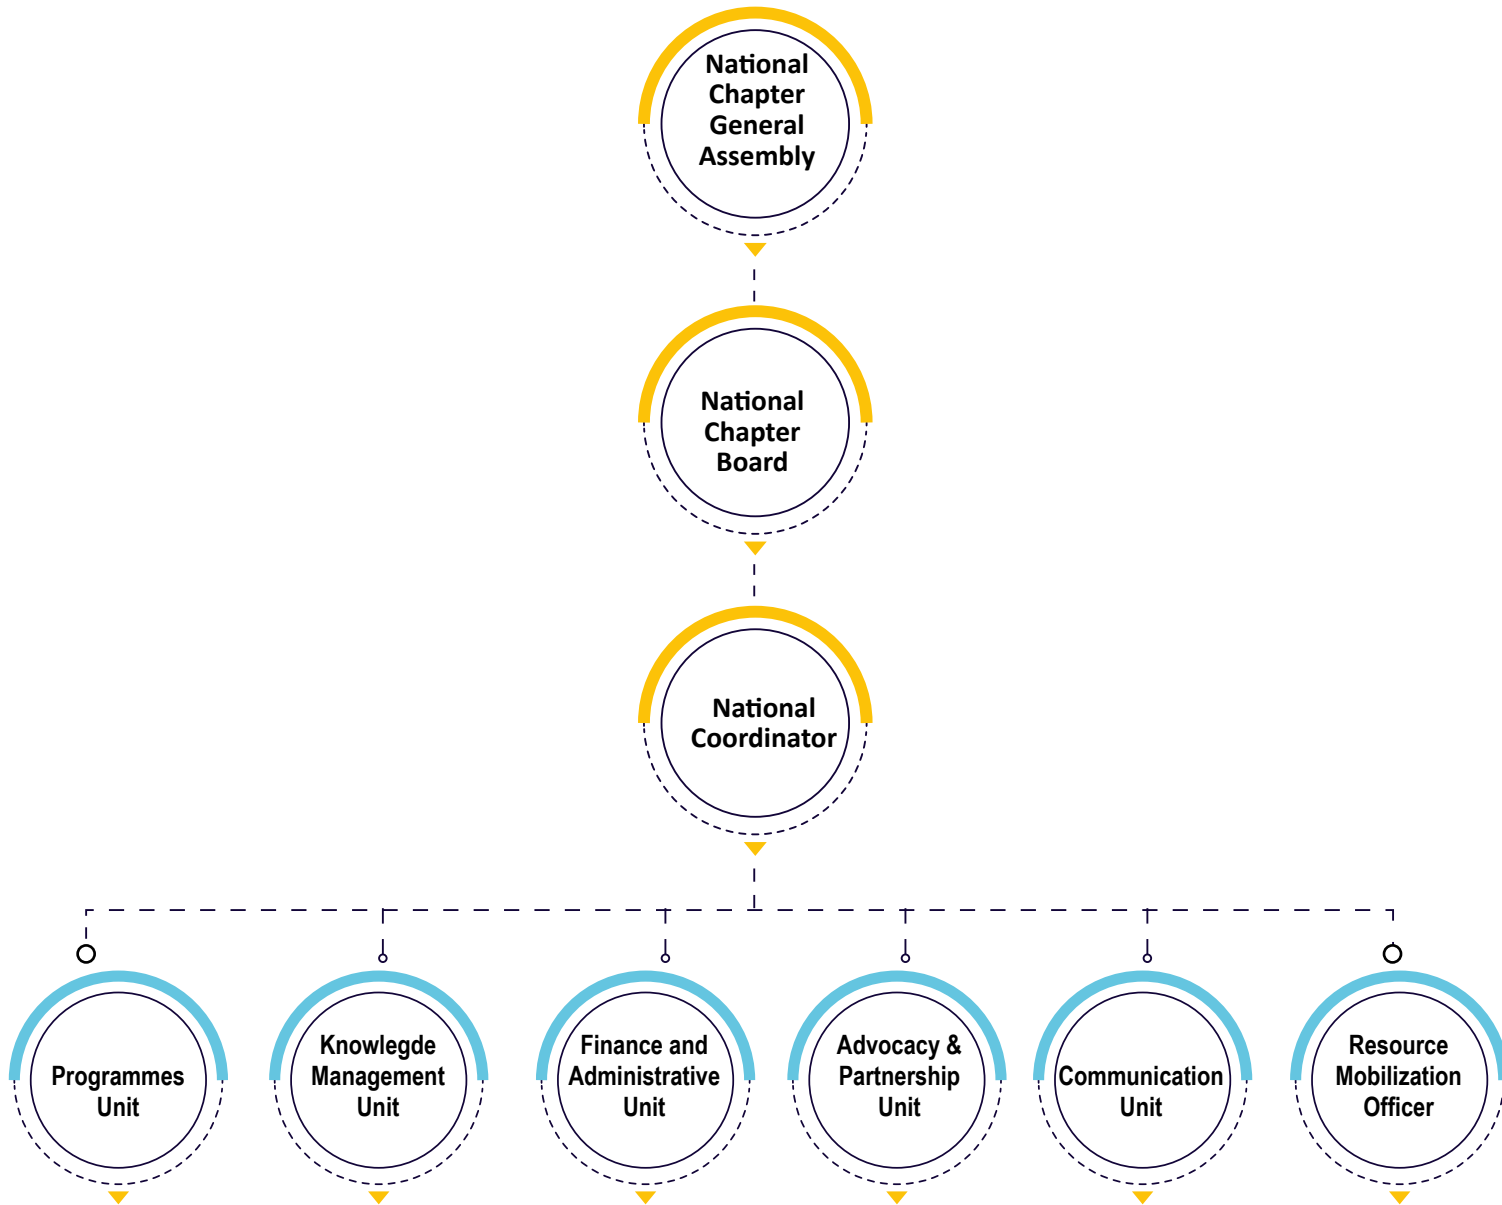 National
Chapter
General
Assembly
National
Chapter
Board
National
Coordinator
Programmes
Unit
Knowlegde
Management
Unit
Finance and
Administrative
Unit
Advocacy &
Partnership
Unit
Communication
Unit
Resource
Mobilization
Officer